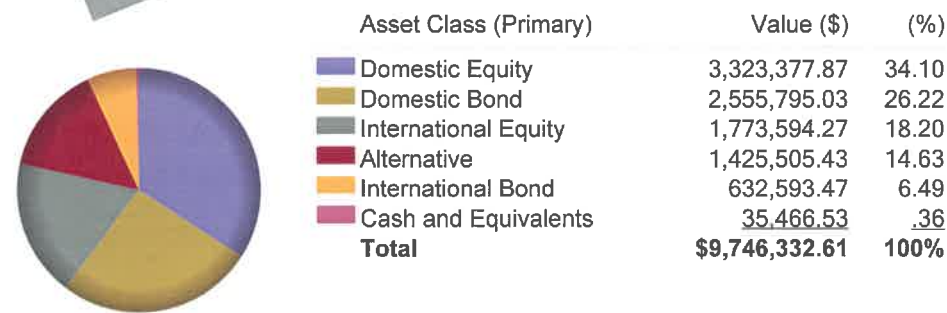 Asset Class (Primary) Value ($) (%)
Domestic Equity 3,323,377.87 34.10
Domestic Bond 2,555,795.03 26.22
International Equity 1,773,594.27 18.20
Alternative 1,425,505.43 14.63
International Bond 632,593.47 6.49
Cash and Equivalents 35,466.53 .36
Total $9,746,332.61 100%